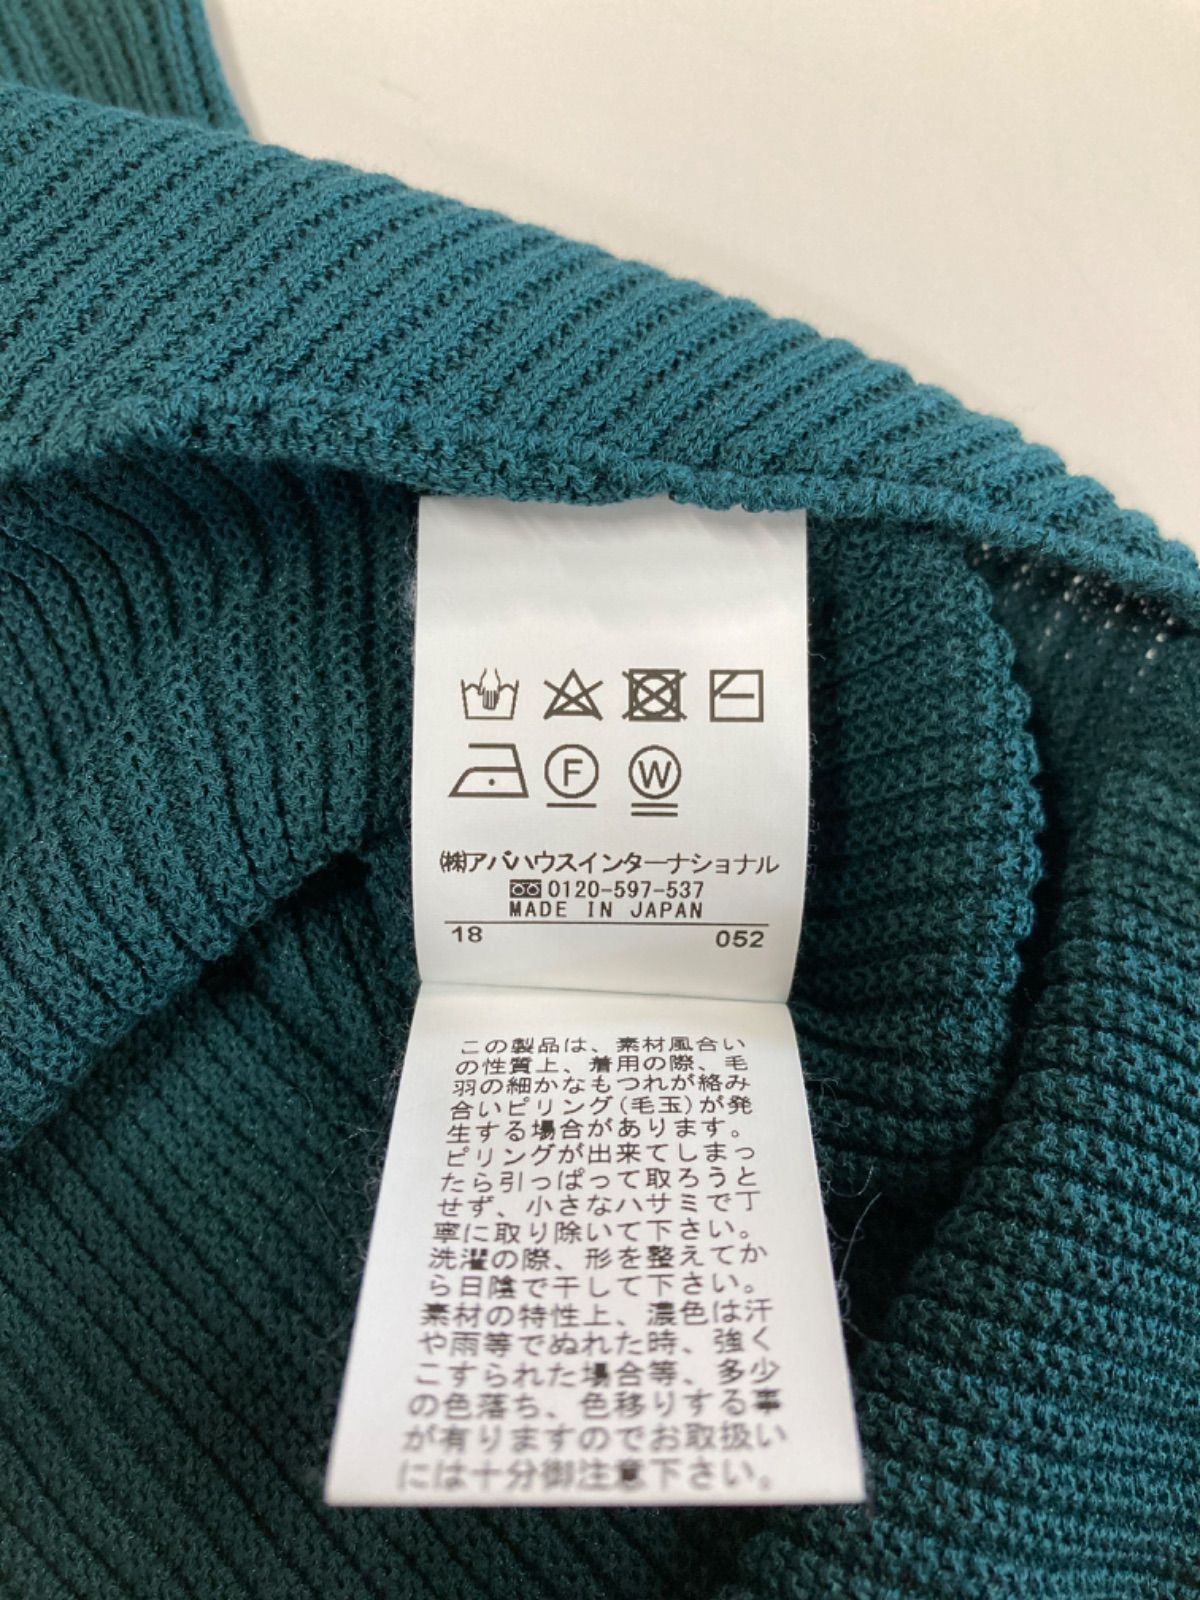 F W
㈱アバハウスインターナショナル
0120-597-537
MADE IN JAPAN
18 052
この製品は、素材風合い
の性質上、着用の際、毛
羽の細かなもつれが絡み
合いピリング(毛玉)が発
生する場合があります。
ピリングが出来てしまっ
たら引っぱって取ろうと
せず、小さなハサミで丁
寧に取り除いて下さい。
洗濯の際、形を整えてか
ら日陰で干して下さい。
素材の特性上、濃色は汗
や雨等でぬれた時、強く
こすられた場合等、多少
の色落ち、色移りする事
が有りますのでお取扱い
には十分御注意下さい。